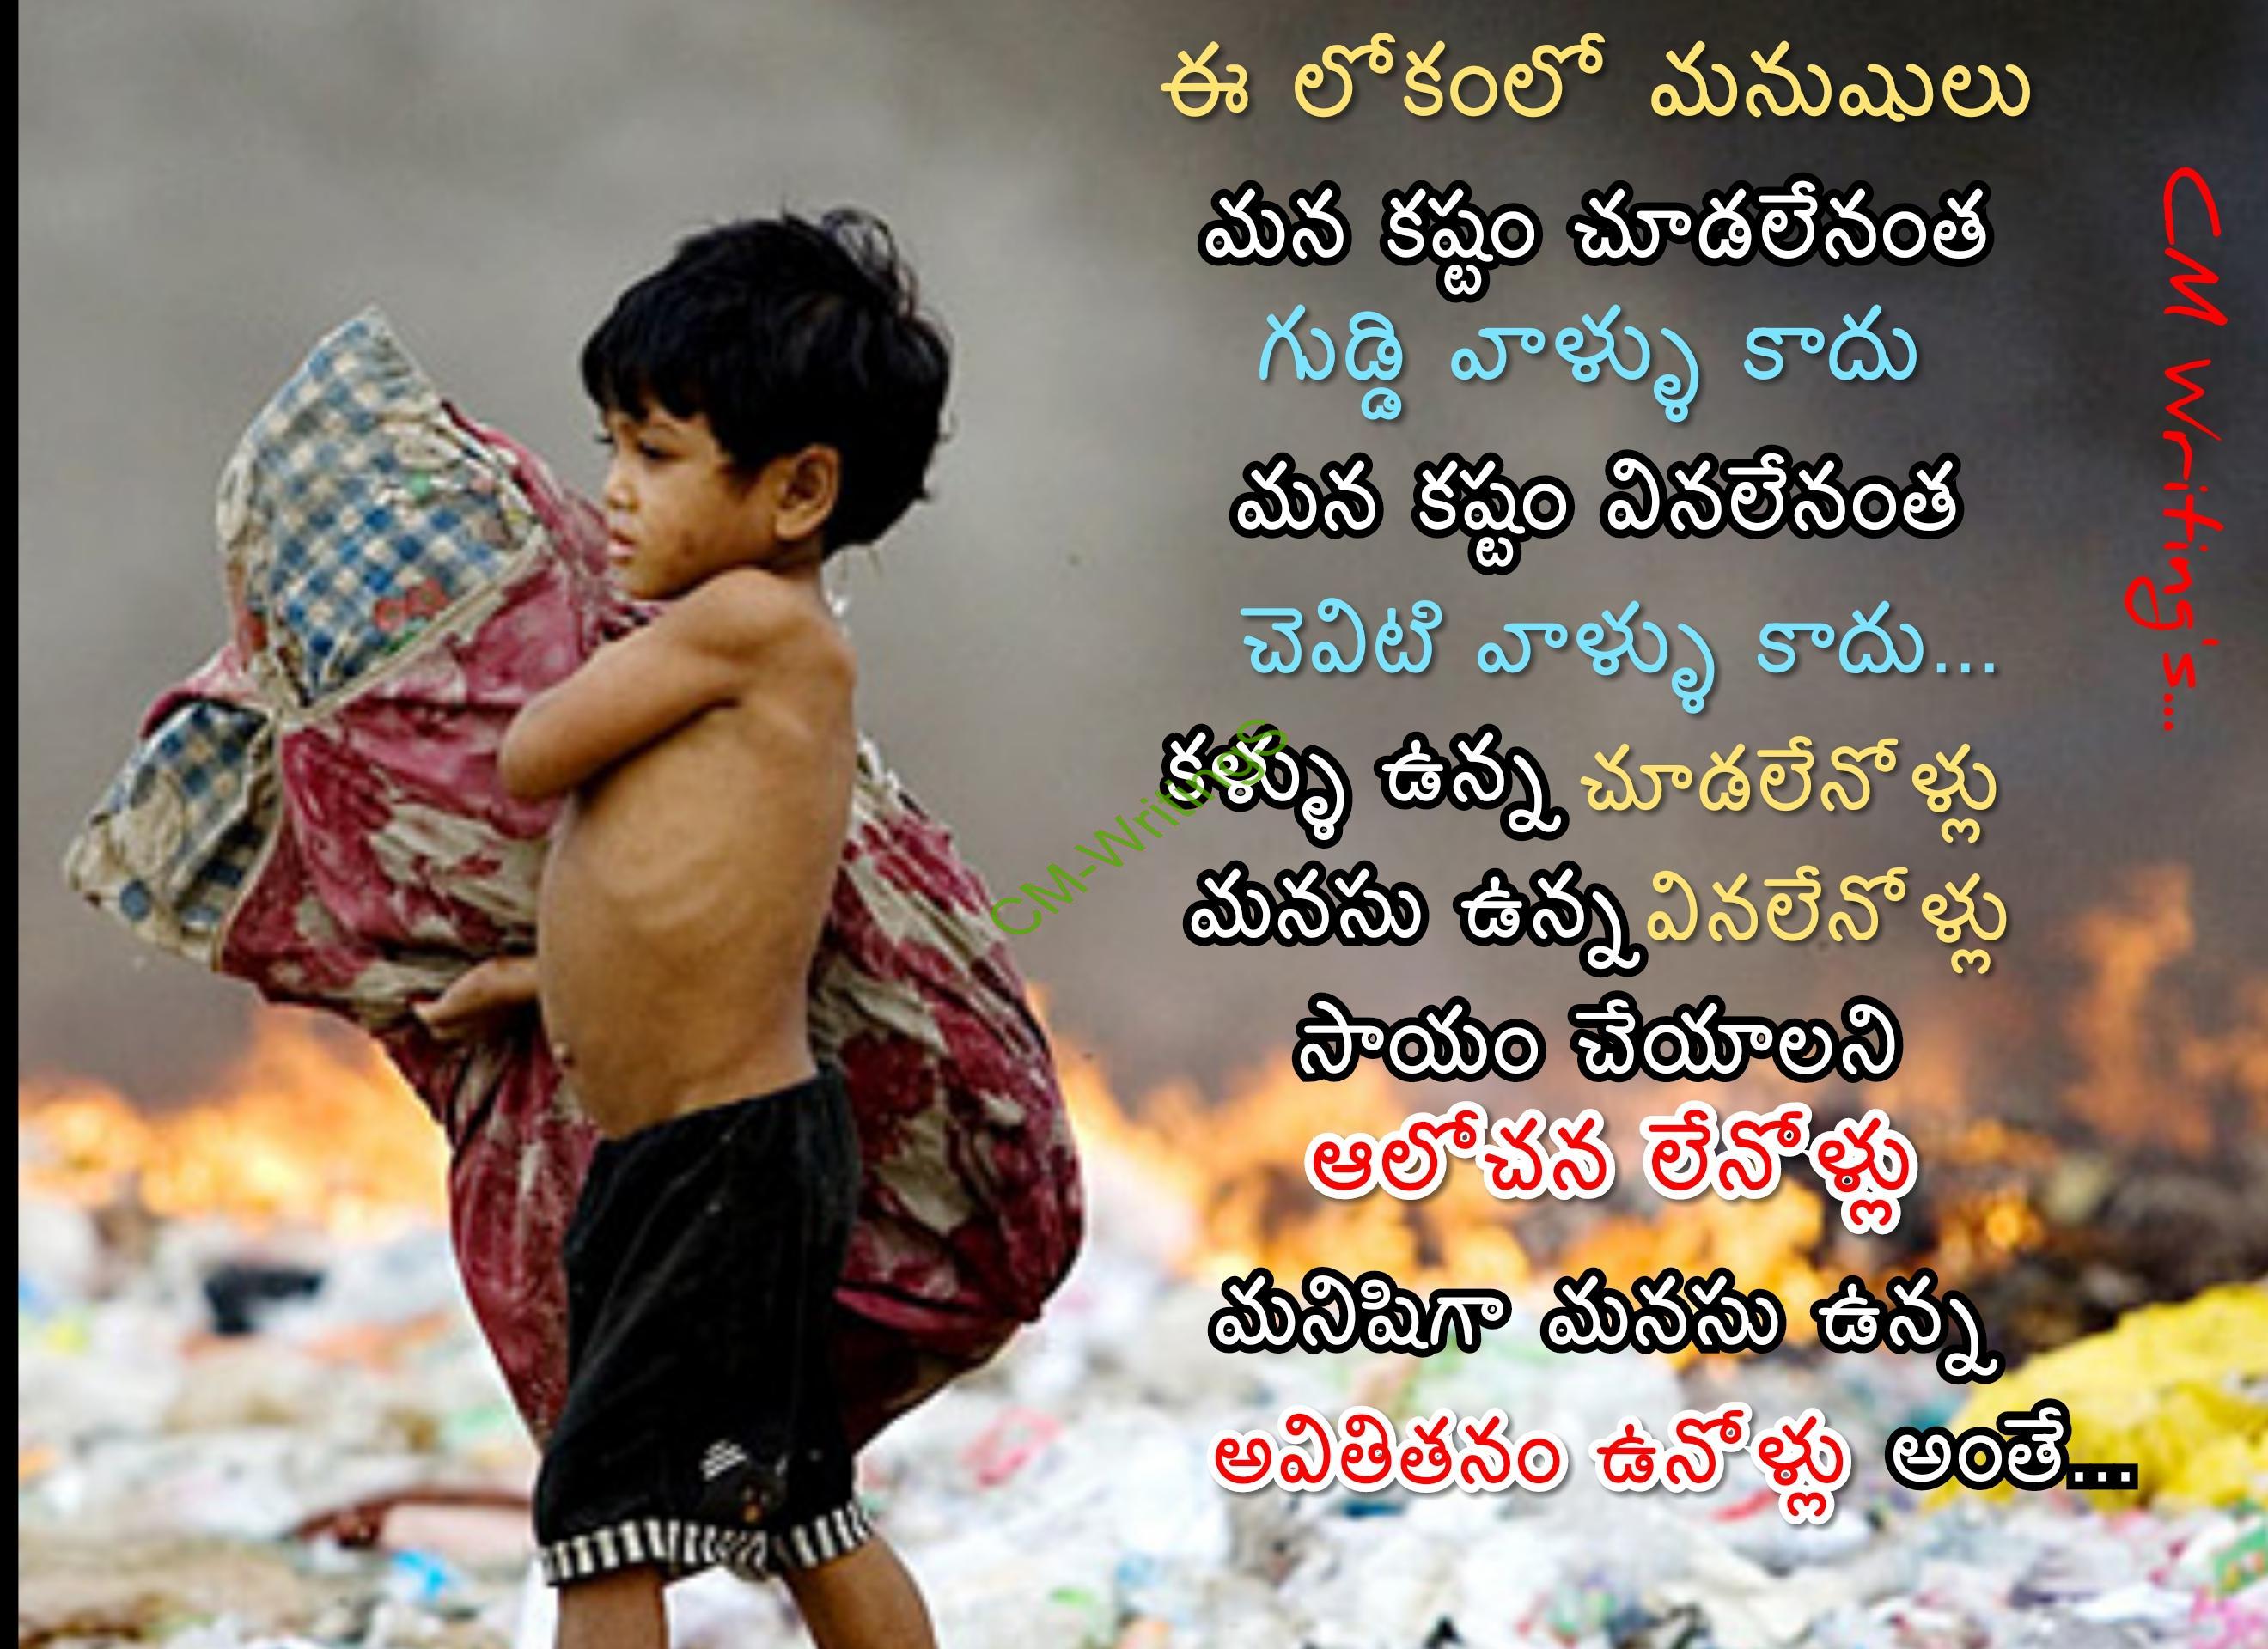 ఈ లోకంలో మనుషులు
మన కష్టం చూడలేనంత
గుడ్డి వాళ్ళు కాదు
మన కష్టం వినలేనంత
చెవిటి వాళ్ళు కాదు...
కళ్ళు ఉన్న చూడలేనోళ్లు
మనసు ఉన్న వినలేనోళ్లు
సాయం చేయాలని
ఆలోచన లేనోళ్లు
మనిషిగా మనసు ఉన్న
అవితితనం ఉనోళ్లు అంతే...
CM Writing's...
CM-Writings